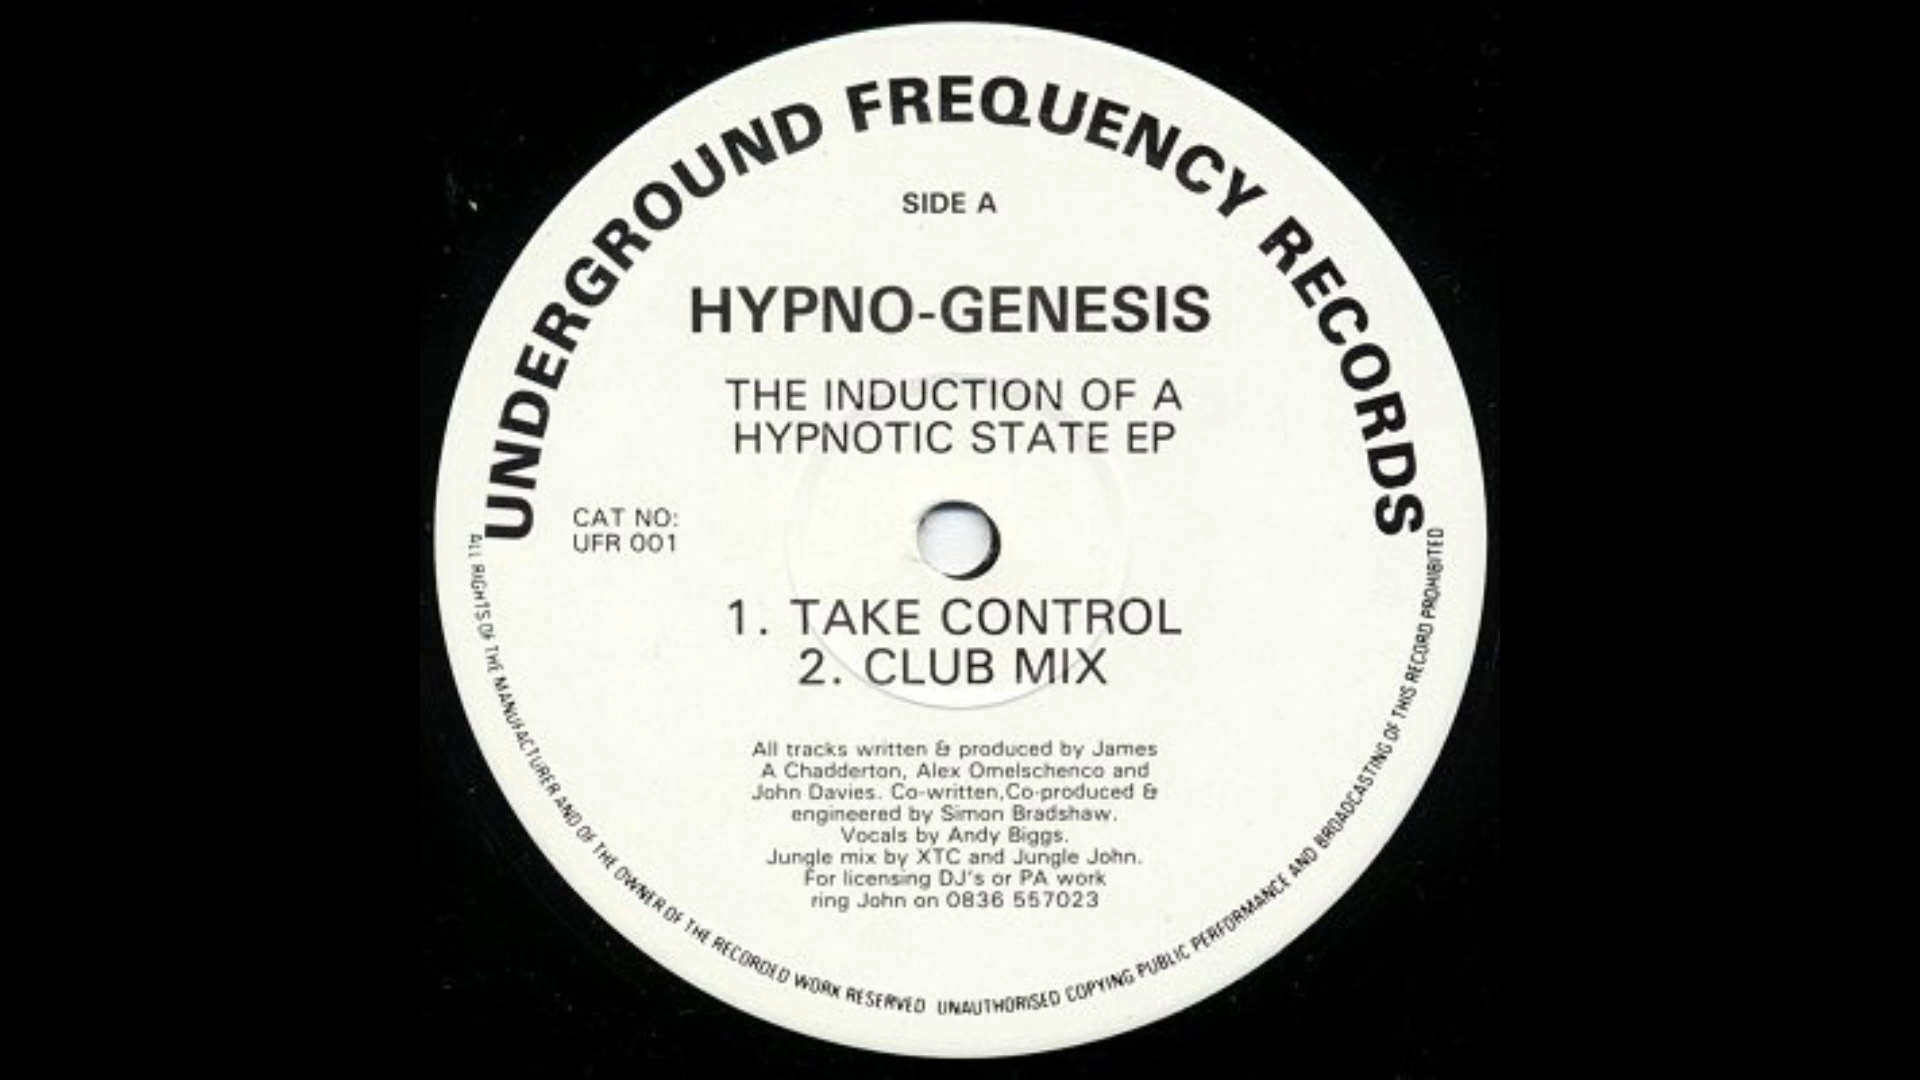 UNDERGROUND FREQUENCY RECORDS
SIDE A
HYPNO-GENESIS
THE INDUCTION OF A
HYPNOTIC STATE EP
CAT NO:
UFR 001
1. TAKE CONTROL
2. CLUB MIX
All tracks written & produced by James
A Chadderton, Alex Omelschenco and
John Davies. Co-written,Co-produced &
engineered by Simon Bradshaw.
Vocals by Andy Biggs.
Jungle mix by XTC and Jungle John.
For licensing DJ's or PA work
ring John on 0836 557023
ALL RIGHTS OF THE MANUFACTURER AND OF THE OWNER OF THE RECORDED WORK RESERVED UNAUTHORISED COPYING PUBLIC PERFORMANCE AND BROADCASTING OF THIS RECORD PROHIBITED